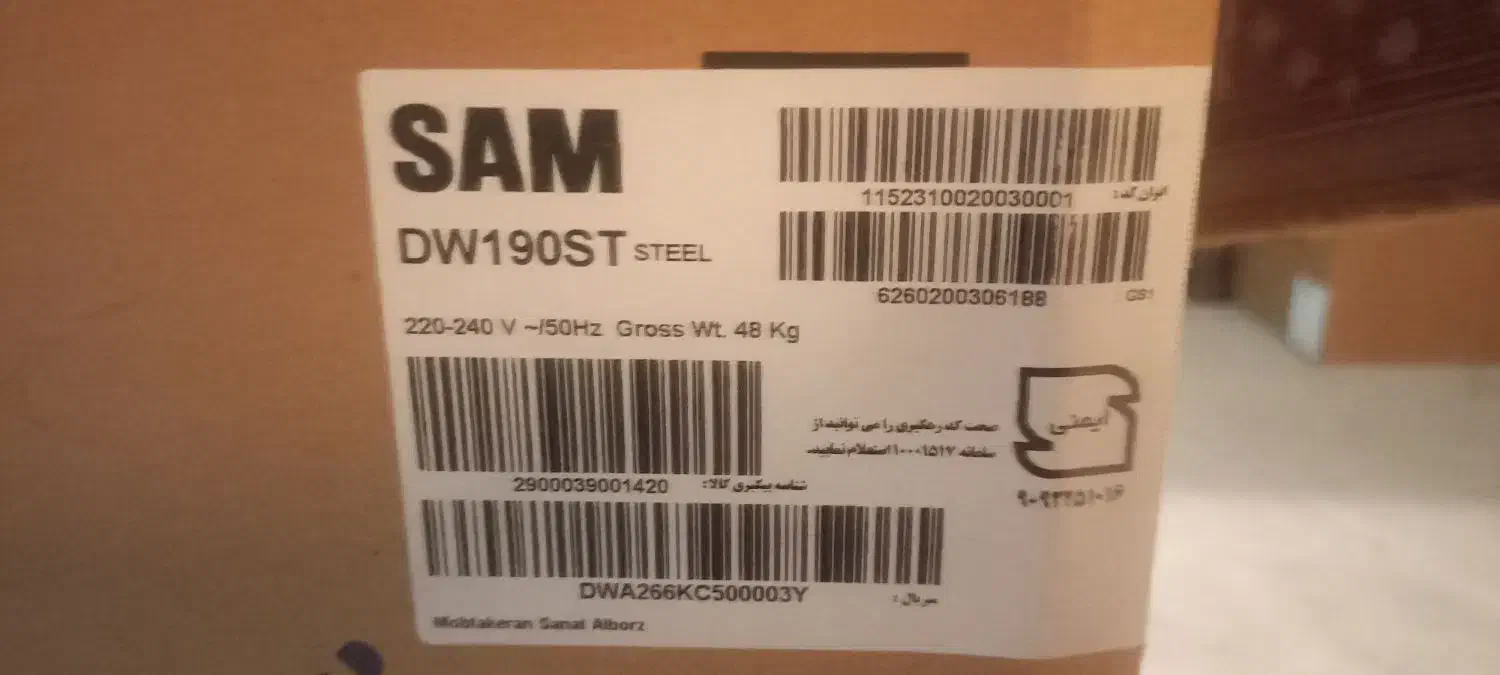 SAM
DW190ST STEEL
220-240 V ~/50Hz Gross Wt. 48 Kg
ایران کد: 1152310020030001
6260200306188 GS1
شناسه پیگیری کالا: 2900039001420
سریال: DWA266KC500003Y
Mobtakeran Sanat Alborz
صحت کد رهگیری را می توانید از
سامانه ۱۰۰۰۱۵۱۷ استعلام نمایید.
ایمنی